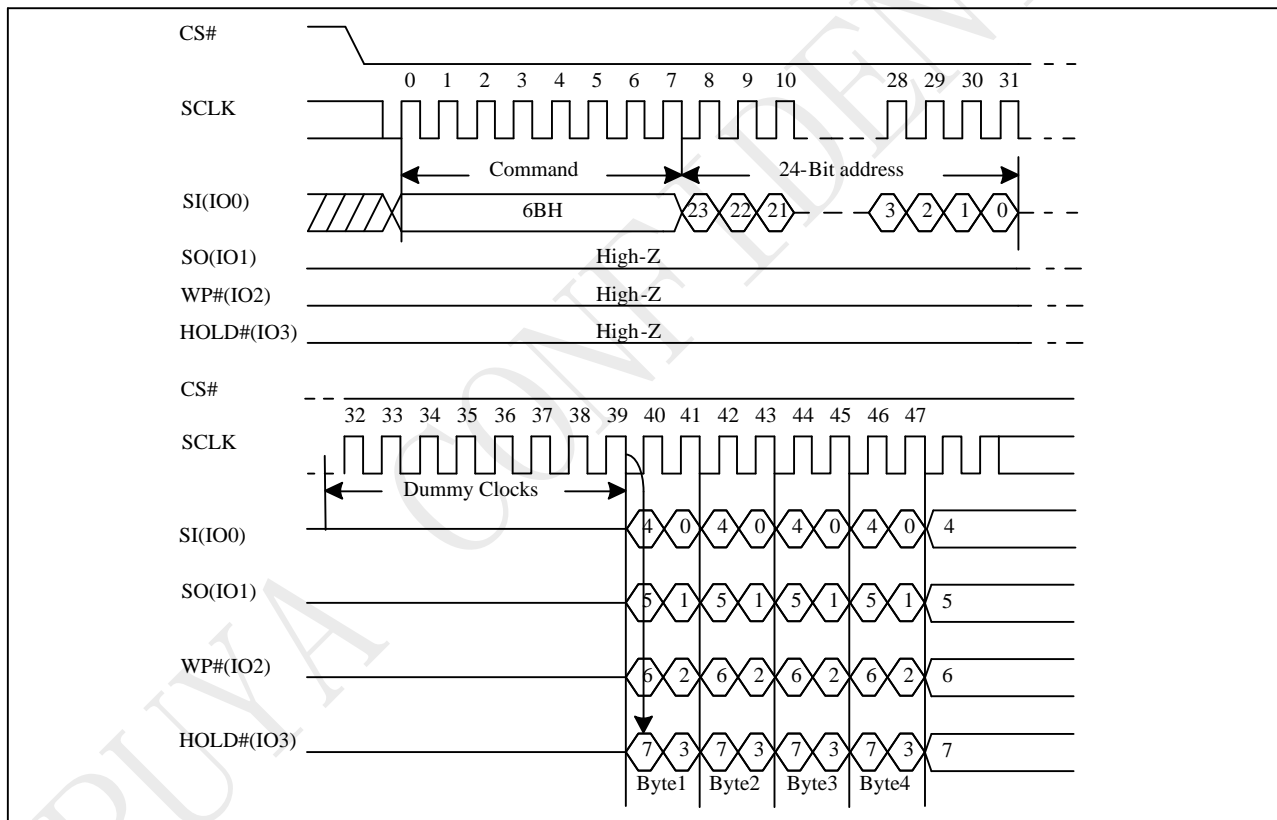 CS#
0 1 2 3 4 5 6 7 8 9 10 28 29 30 31
SCLK
Command 24-Bit address
SI(IO0) 6BH 23 22 21 3 2 1 0
SO(IO1) High-Z
WP#(IO2) High-Z
HOLD#(IO3) High-Z
CS#
32 33 34 35 36 37 38 39 40 41 42 43 44 45 46 47
SCLK
Dummy Clocks
SI(IO0) 4 0 4 0 4 0 4 0 4
SO(IO1) 5 1 5 1 5 1 5 1 5
WP#(IO2) 6 2 6 2 6 2 6 2 6
HOLD#(IO3) 7 3 7 3 7 3 7 3 7
Byte1 Byte2 Byte3 Byte4
PUYA CONFIDEN